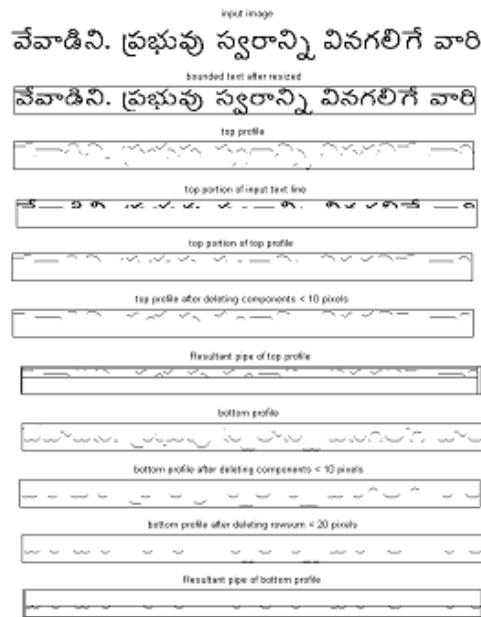 input image
వేవాడిని. ప్రభువు స్వరాన్ని వినగలిగే వారి
bounded text after resized
వేవాడిని. ప్రభువు స్వరాన్ని వినగలిగే వారి
top profile
top portion of input text line
top portion of top profile
top profile after deleting components < 10 pixels
Resultant pipe of top profile
bottom profile
bottom profile after deleting components < 10 pixels
bottom profile after deleting rowsum < 20 pixels
Resultant pipe of bottom profile